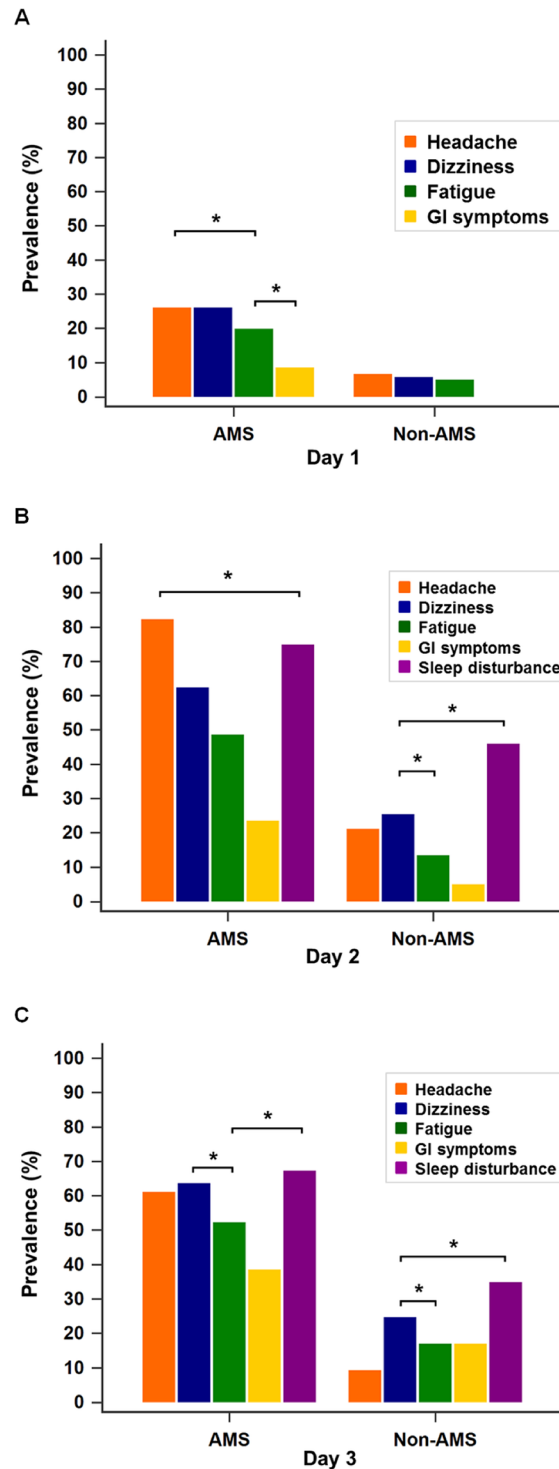 A
100
90
80
70
60
50
40
30
20
10
0
Prevalence (%)
Headache
Dizziness
Fatigue
GI symptoms
*
*
AMS
Non-AMS
Day 1
B
100
90
80
70
60
50
40
30
20
10
0
Prevalence (%)
Headache
Dizziness
Fatigue
GI symptoms
Sleep disturbance
*
*
*
AMS
Non-AMS
Day 2
C
100
90
80
70
60
50
40
30
20
10
0
Prevalence (%)
Headache
Dizziness
Fatigue
GI symptoms
Sleep disturbance
*
*
*
*
AMS
Non-AMS
Day 3